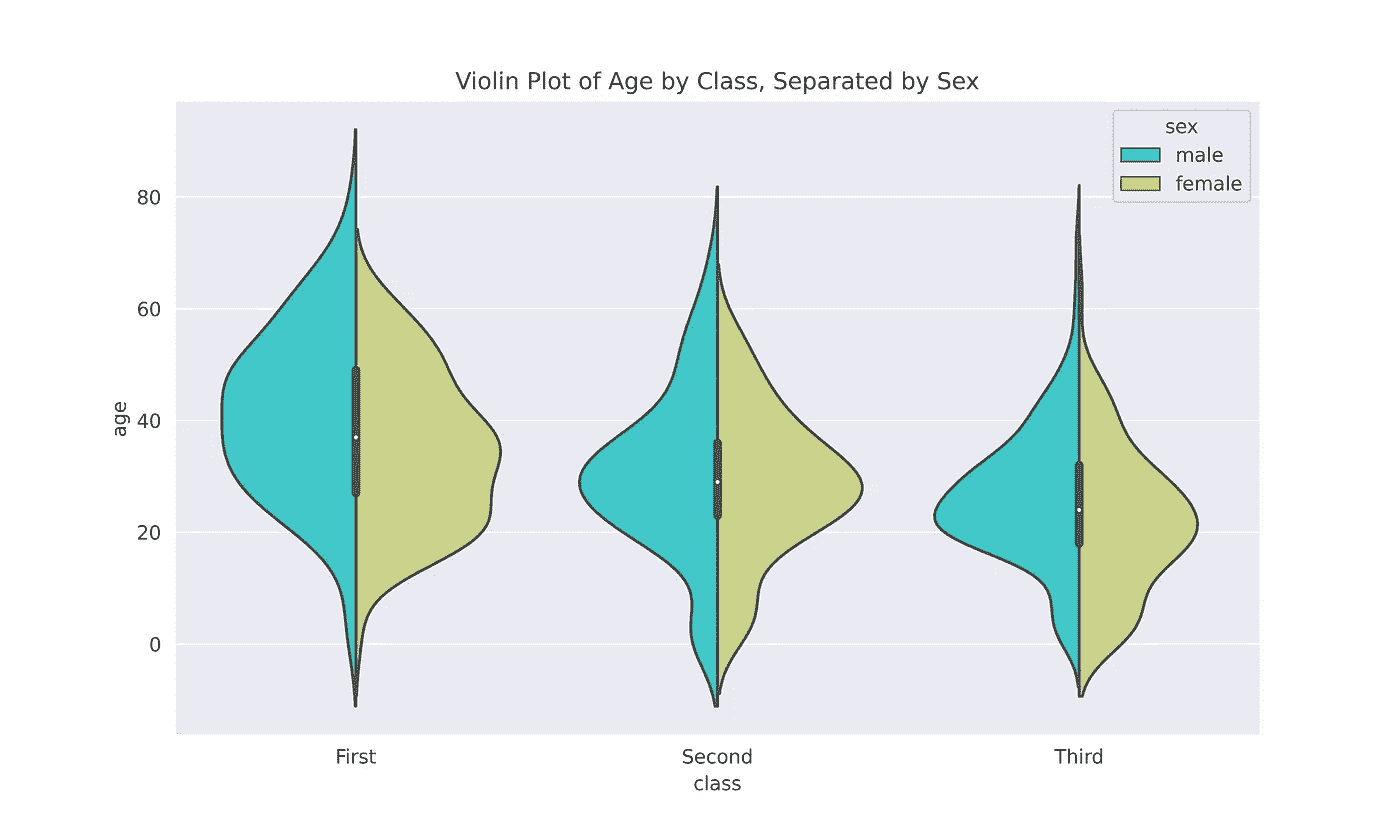 Violin Plot of Age by Class, Separated by Sex
sex
male
female
80
60
40
20
0
age
First
Second
Third
class